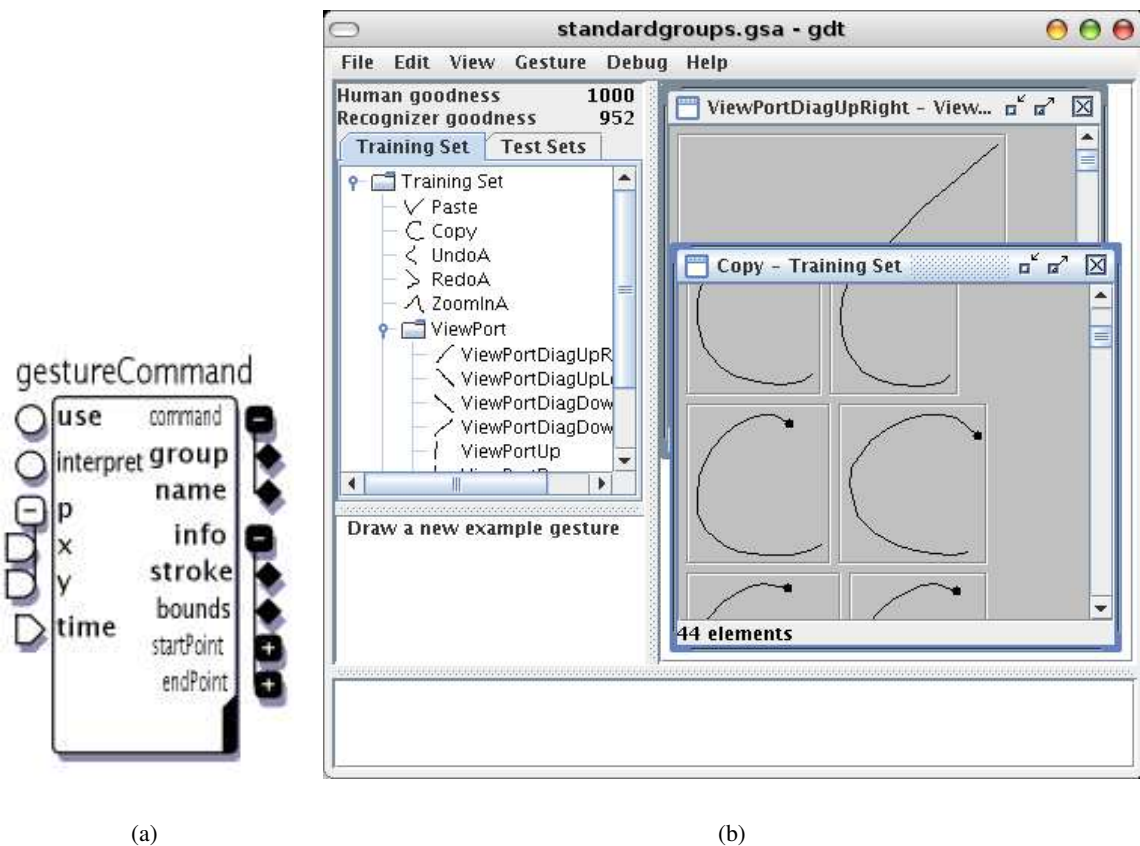 standardgroups.gsa - gdt
File Edit View Gesture Debug Help
Human goodness 1000
Recognizer goodness 952
Training Set Test Sets
Training Set
Paste
Copy
UndoA
RedoA
ZoomInA
ViewPort
ViewPortDiagUpR
ViewPortDiagUpL
ViewPortDiagDow
ViewPortDiagDow
ViewPortUp
Draw a new example gesture
ViewPortDiagUpRight - View...
Copy - Training Set
44 elements
gestureCommand
use command
interpret group
name
p
info
x
stroke
y
bounds
time
startPoint
endPoint
(a) (b)